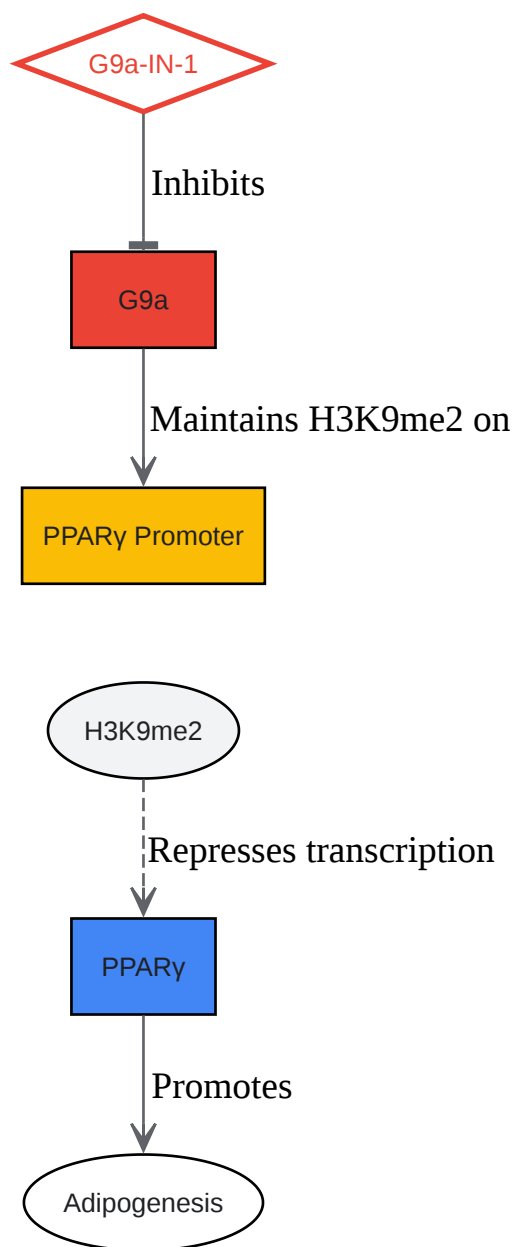 G9a-IN-1
Inhibits
G9a
Maintains H3K9me2 on
PPARγ Promoter
H3K9me2
Represses transcription
PPARγ
Promotes
Adipogenesis